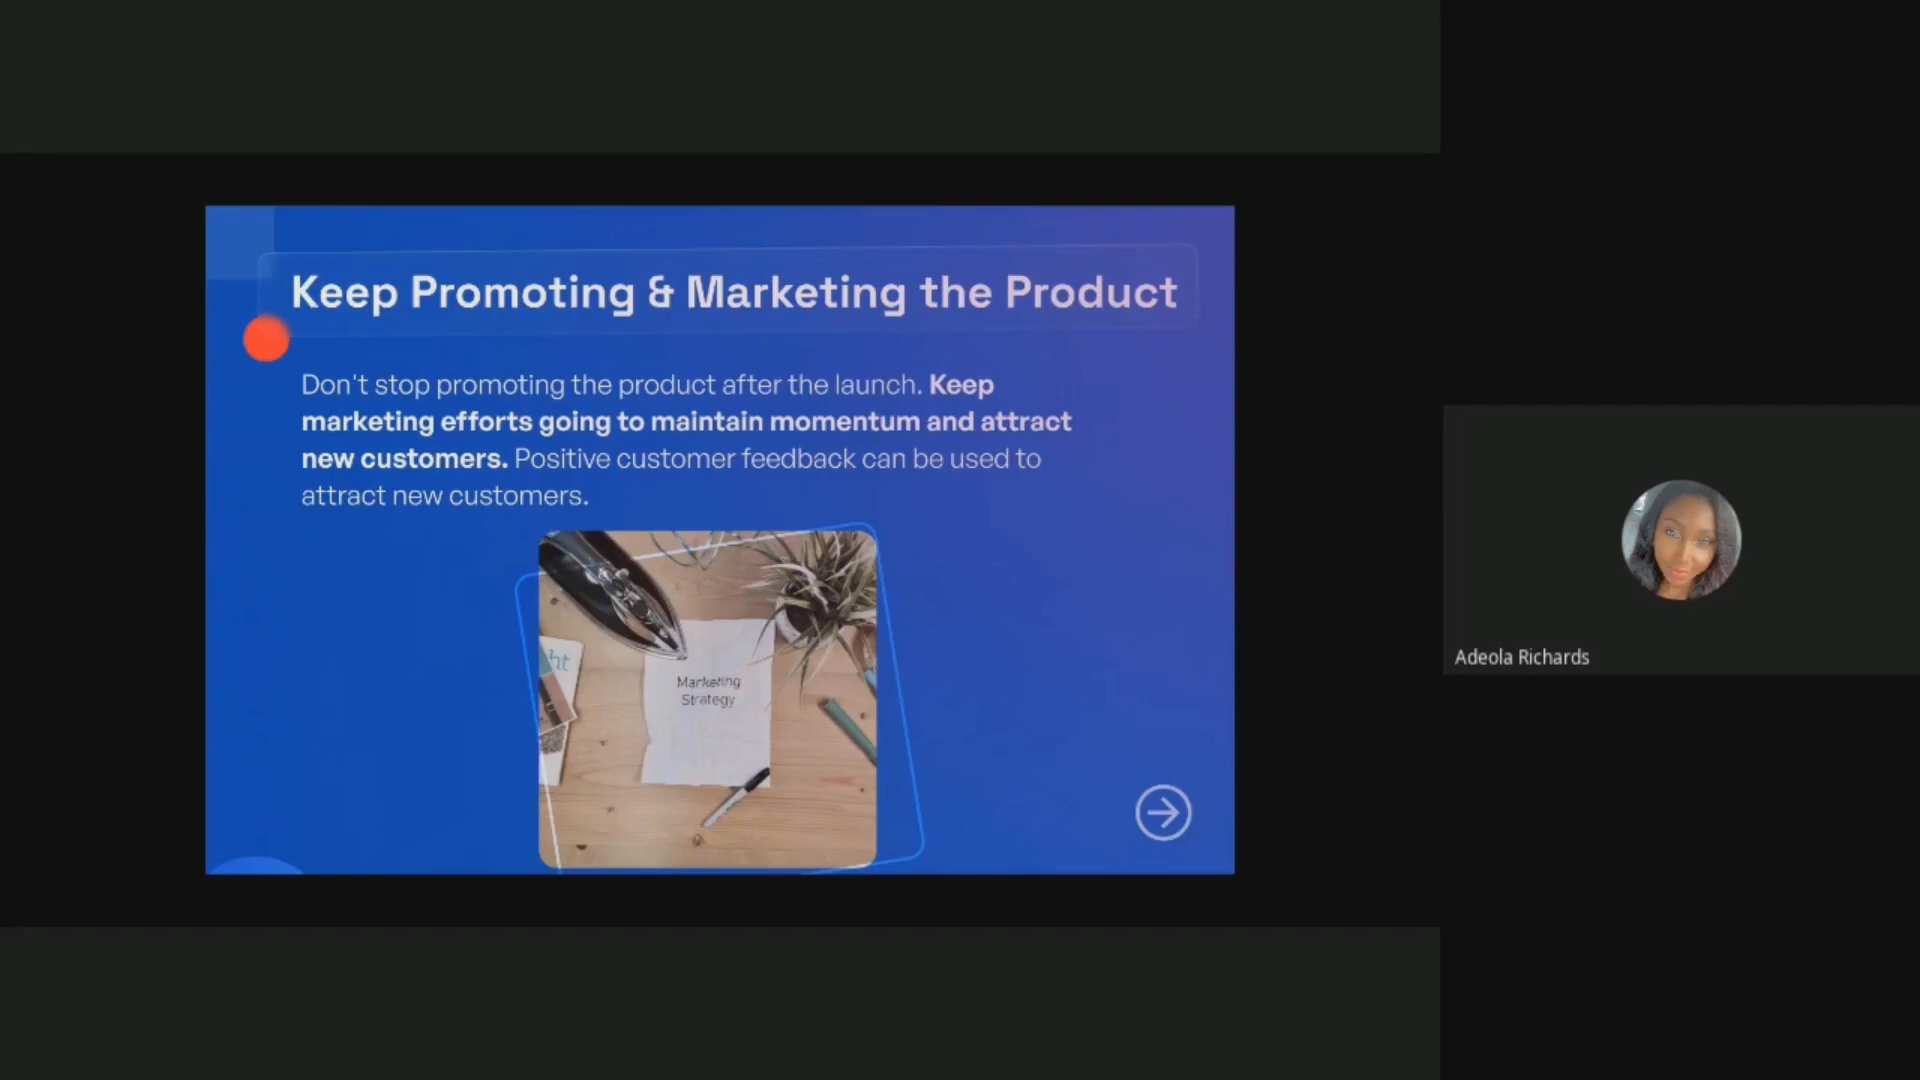 Keep Promoting & Marketing the Product
Don't stop promoting the product after the launch. Keep
marketing efforts going to maintain momentum and attract
new customers. Positive customer feedback can be used to
attract new customers.
ht
Marketing
Strategy
Adeola Richards